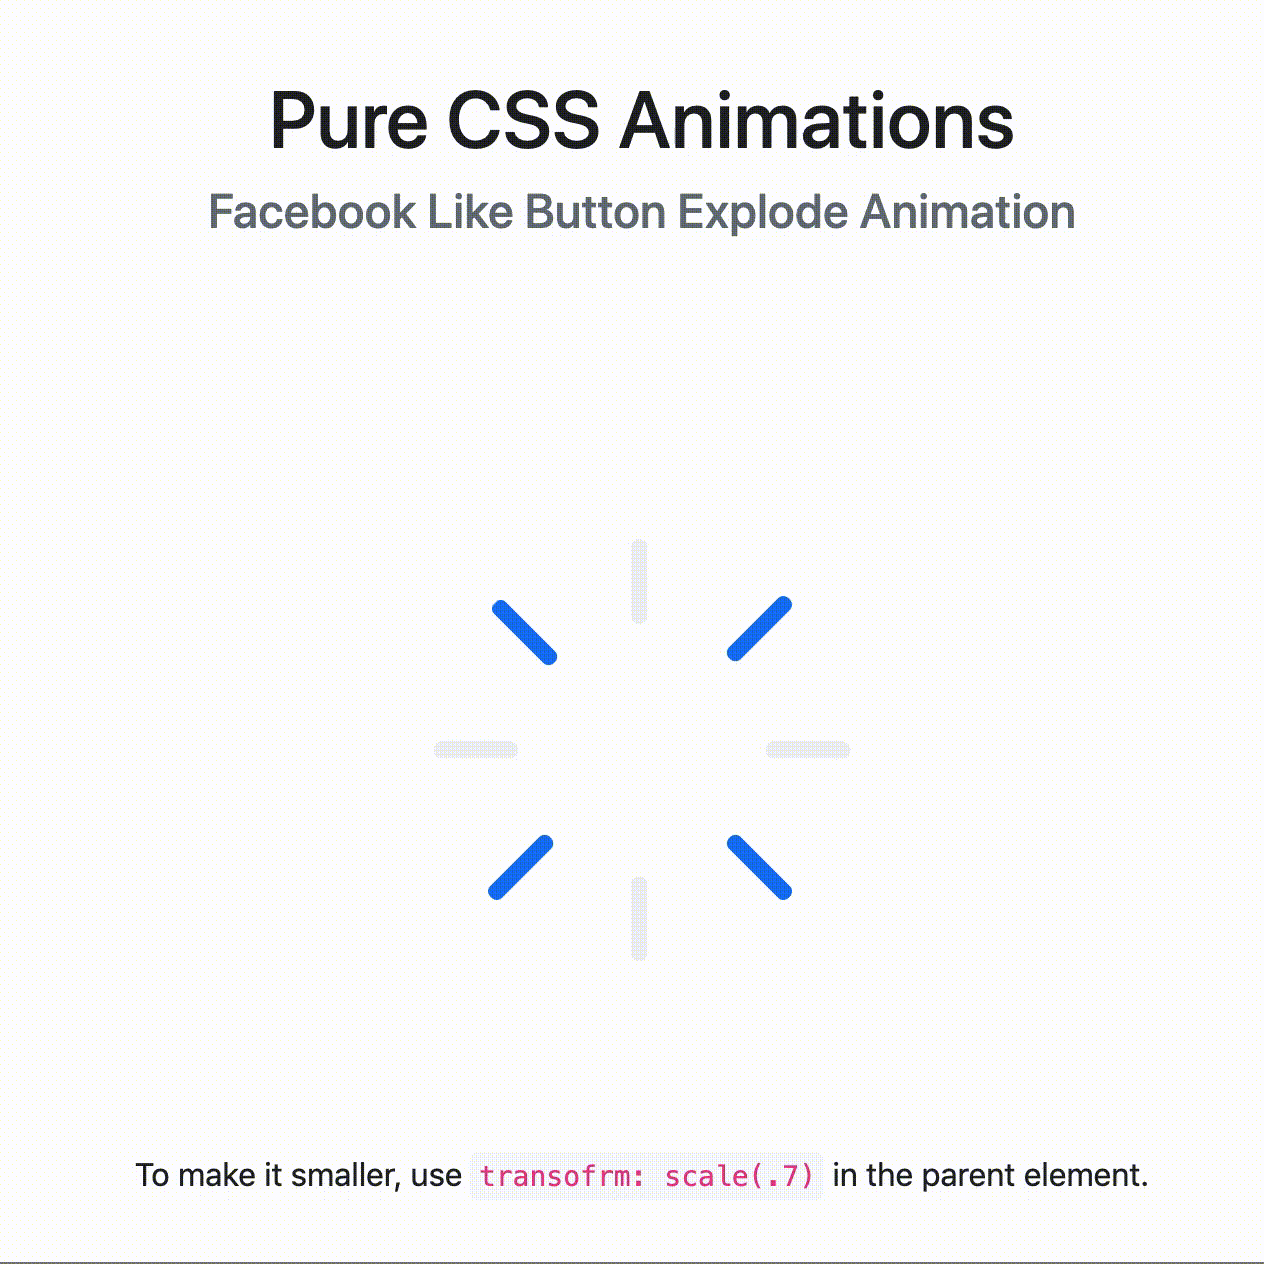 Pure CSS Animations
Facebook Like Button Explode Animation
To make it smaller, use transofrm: scale(.7) in the parent element.